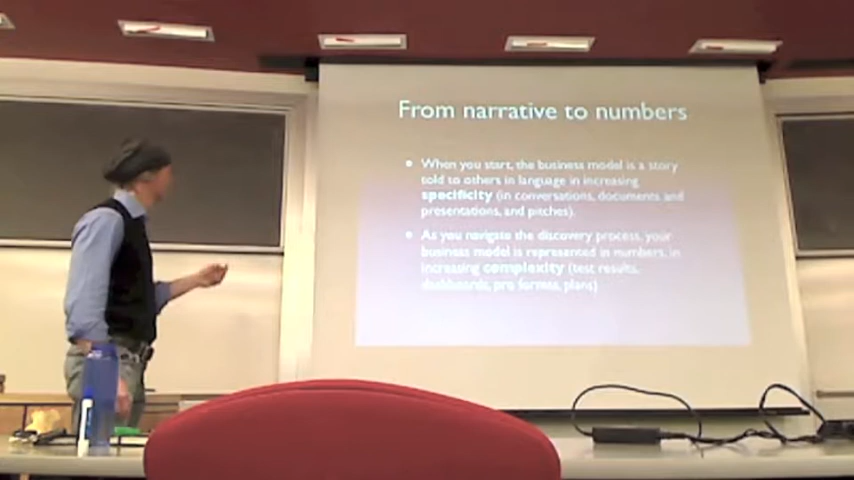 From narrative to numbers
When you start, the business model is a story
told to others in language in increasing
specificity (in conversations, documents and
presentations, and pitches).
As you navigate the discovery process, your
business model is represented in numbers, in
increasing complexity (test results,
dashboards, pro formas, plans)